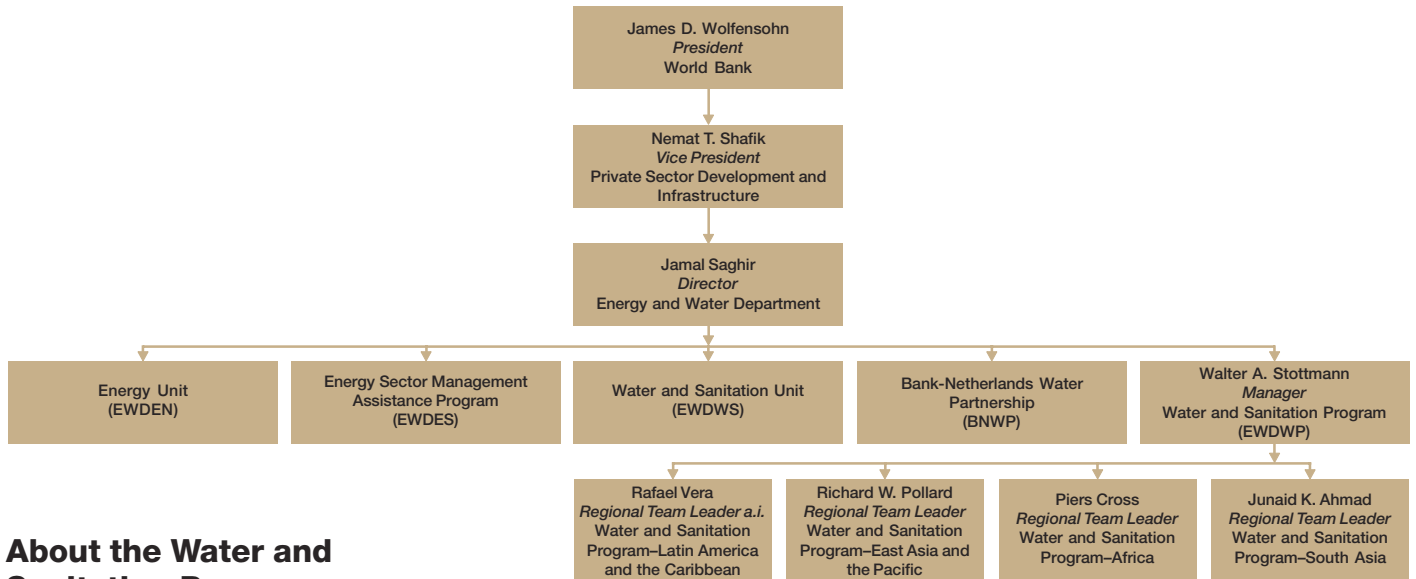 James D. Wolfensohn
President
World Bank
Nemat T. Shafik
Vice President
Private Sector Development and
Infrastructure
Jamal Saghir
Director
Energy and Water Department
Energy Unit
(EWDEN)
Energy Sector Management
Assistance Program
(EWDES)
Water and Sanitation Unit
(EWDWS)
Bank-Netherlands Water
Partnership
(BNWP)
Walter A. Stottmann
Manager
Water and Sanitation Program
(EWDWP)
Rafael Vera
Regional Team Leader a.i.
Water and Sanitation
Program–Latin America
and the Caribbean
Richard W. Pollard
Regional Team Leader
Water and Sanitation
Program–East Asia and
the Pacific
Piers Cross
Regional Team Leader
Water and Sanitation
Program–Africa
Junaid K. Ahmad
Regional Team Leader
Water and Sanitation
Program–South Asia
About the Water and